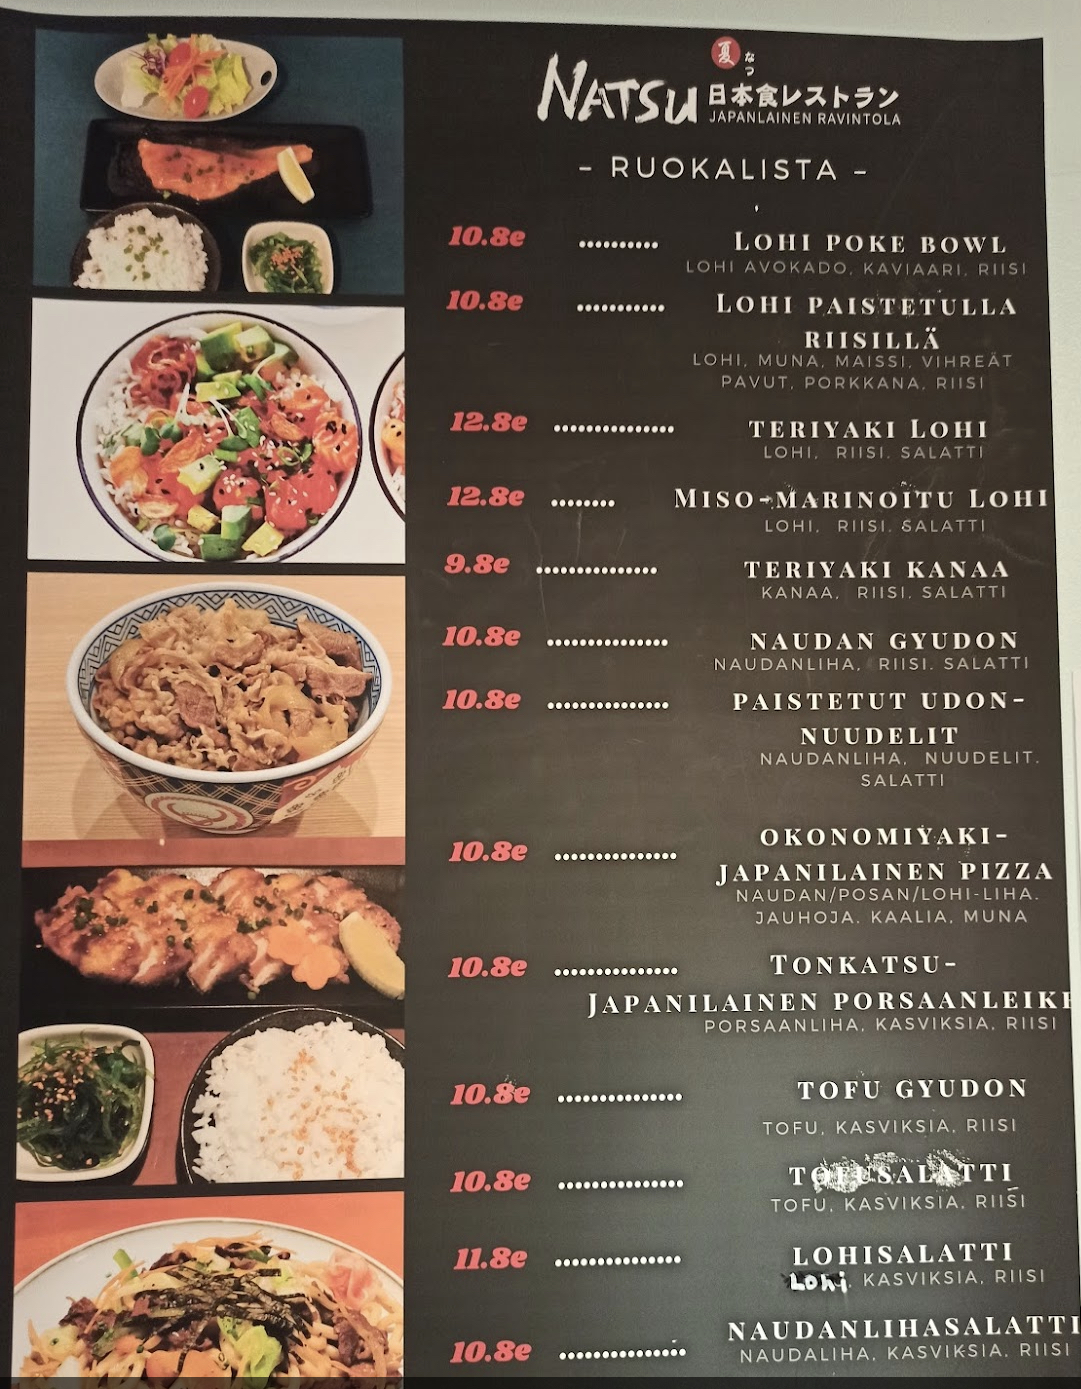 夏 なつ
NATSU 日本食レストラン
JAPANLAINEN RAVINTOLA
- RUOKALISTA -
10.8e .......... LOHI POKE BOWL
LOHI AVOKADO, KAVIAARI, RIISI
10.8e ........... LOHI PAISTETULLA
RIISILLÄ
LOHI, MUNA, MAISSI, VIHREÄT
PAVUT, PORKKANA, RIISI
12.8e ............... TERIYAKI LOHI
LOHI, RIISI. SALATTI
12.8e ........ MISO-MARINOITU LOHI
LOHI, RIISI. SALATTI
9.8e ............... TERIYAKI KANAA
KANAA, RIISI. SALATTI
10.8e ............... NAUDAN GYUDON
NAUDANLIHA, RIISI. SALATTI
10.8e ............... PAISTETUT UDON-
NUUDELIT
NAUDANLIHA, NUUDELIT.
SALATTI
OKONOMIYAKI-
10.8e ............... JAPANILAINEN PIZZA
NAUDAN/POSAN/LOHI-LIHA.
JAUHOJA. KAALIA, MUNA
10.8e ............... TONKATSU-
JAPANILAINEN PORSAANLEIKE
PORSAANLIHA, KASVIKSIA, RIISI
10.8e ............... TOFU GYUDON
TOFU, KASVIKSIA, RIISI
10.8e ............... TOFUSALATTI
TOFU, KASVIKSIA, RIISI
11.8e ............... LOHISALATTI
Lohi, KASVIKSIA, RIISI
10.8e ............... NAUDANLIHASALATTI
NAUDALIHA, KASVIKSIA, RIISI